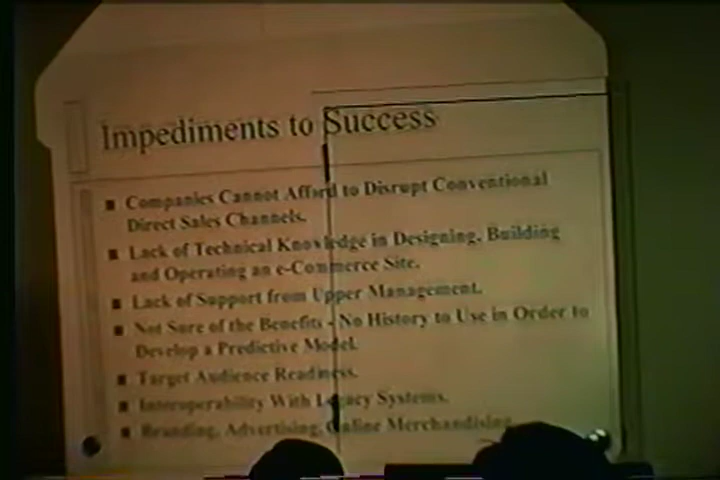 Impediments to Success
■ Companies Cannot Afford to Disrupt Conventional
Direct Sales Channels.
■ Lack of Technical Knowledge in Designing, Building
and Operating an e-Commerce Site.
■ Lack of Support from Upper Management.
■ Not Sure of the Benefits - No History to Use in Order to
Develop a Predictive Model.
■ Target Audience Readiness.
■ Interoperability With Legacy Systems.
■ Branding, Advertising, Online Merchandising